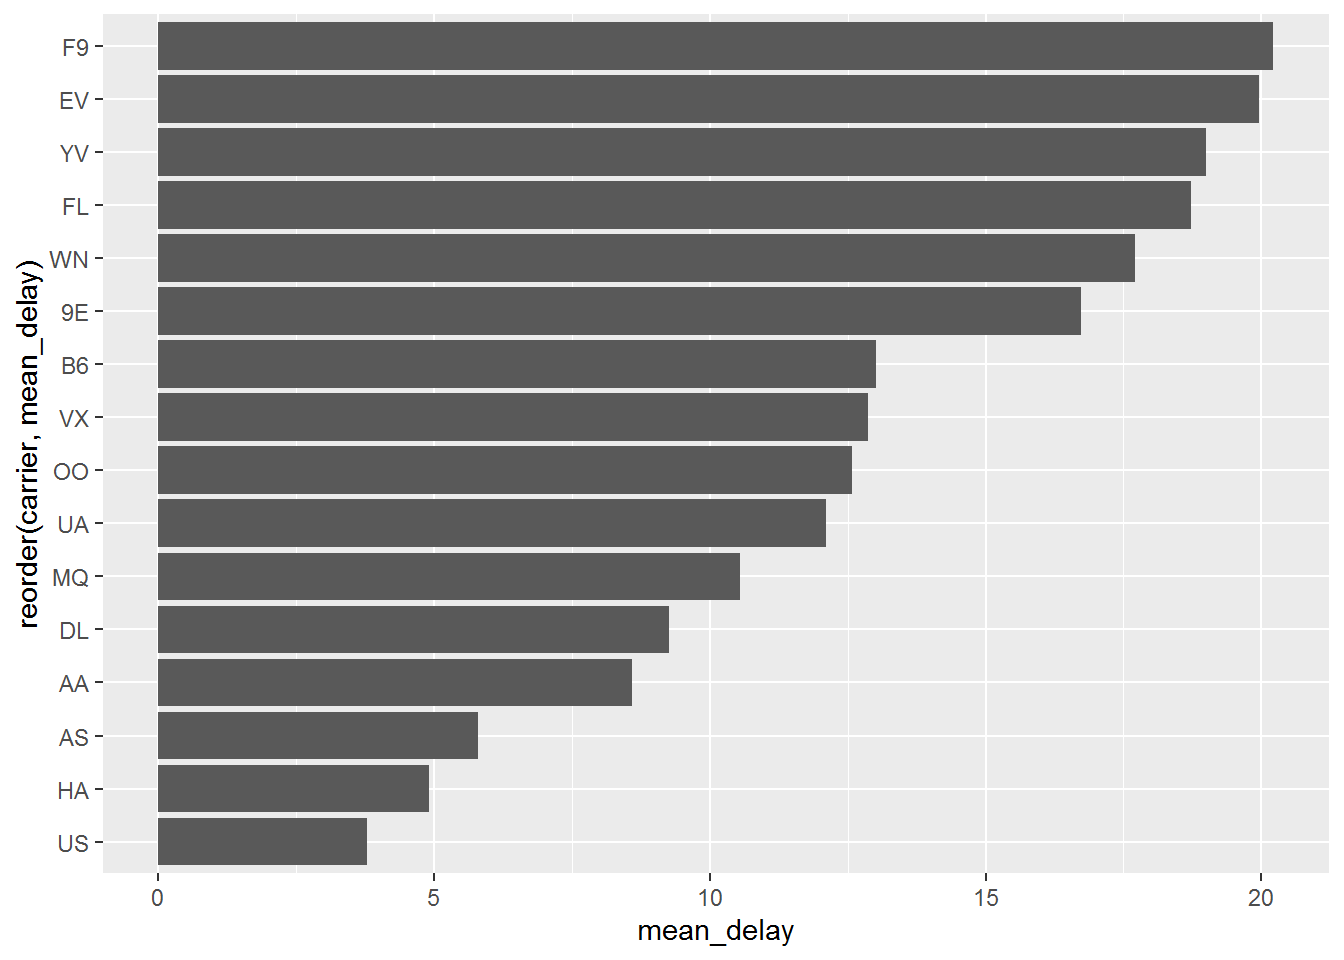 F9
EV
YV
FL
WN
9E
B6
VX
OO
UA
MQ
DL
AA
AS
HA
US
reorder(carrier, mean_delay)
0 5 10 15 20
mean_delay